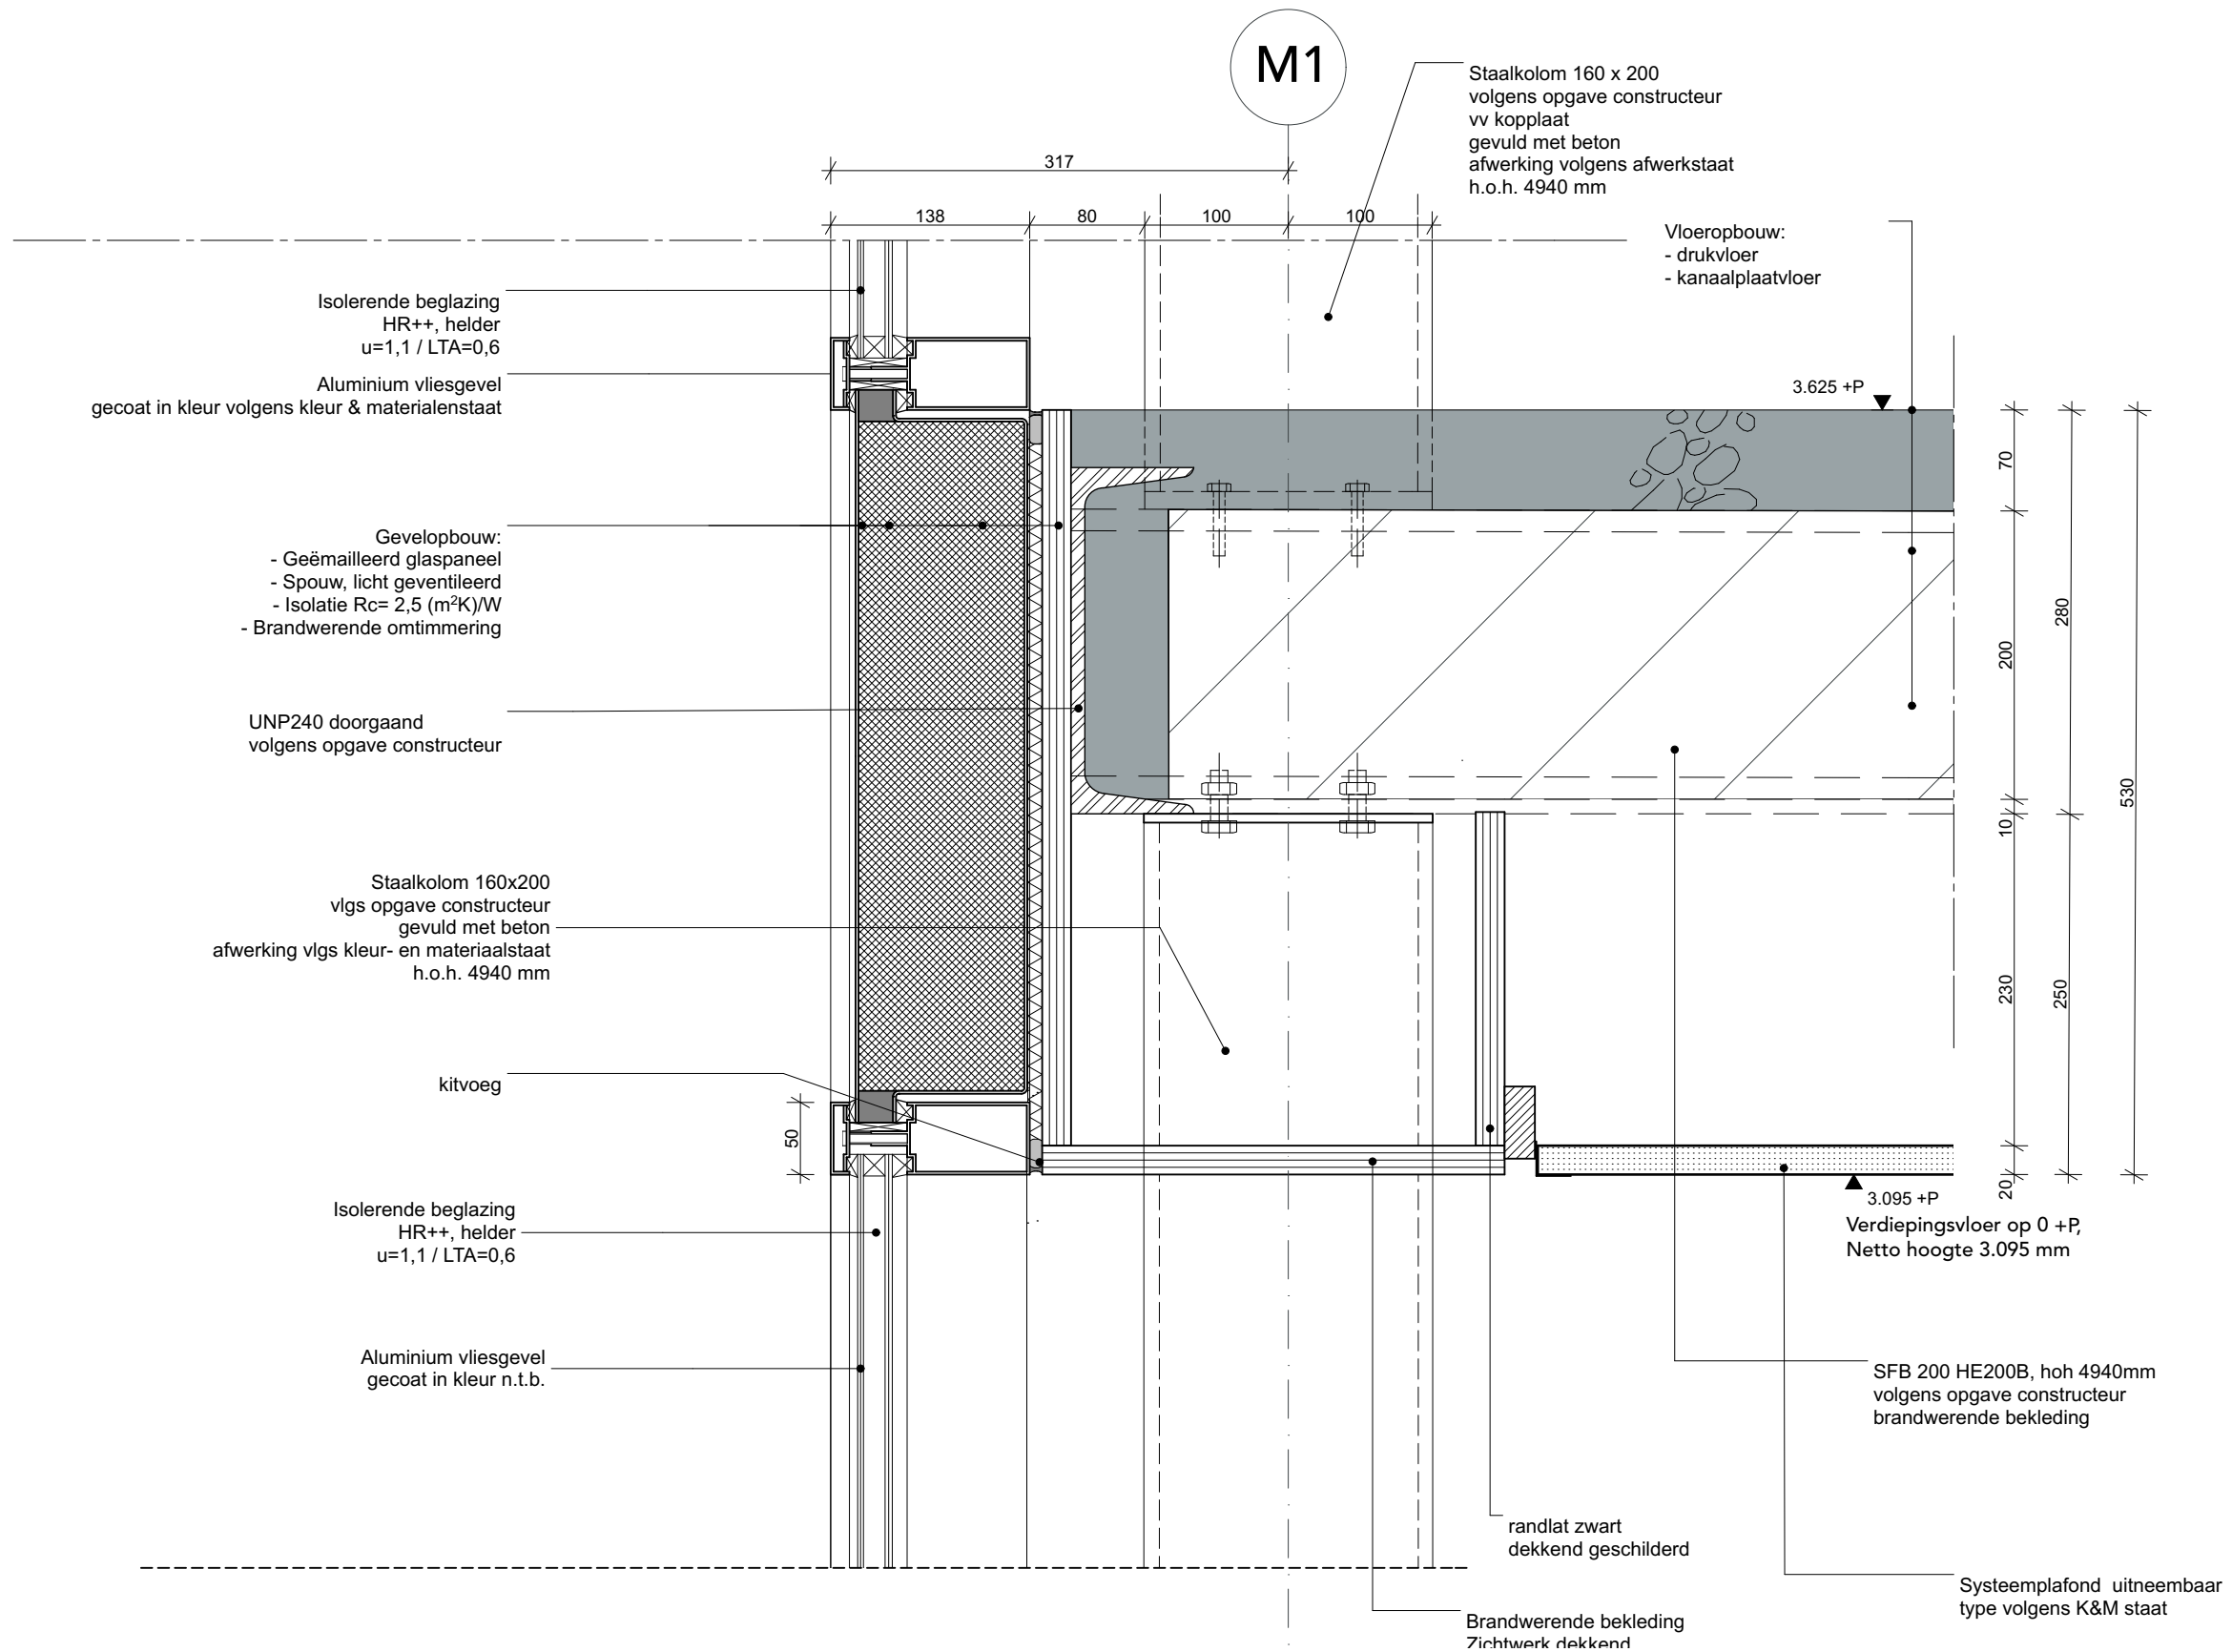 M1
Staalkolom 160 x 200
volgens opgave constructeur
vv kopplaat
gevuld met beton
afwerking volgens afwerkstaat
h.o.h. 4940 mm
317
138
80
100
100
Vloeropbouw:
- drukvloer
- kanaalplaatvloer
Isolerende beglazing
HR++, helder
u=1,1 / LTA=0,6
Aluminium vliesgevel
gecoat in kleur volgens kleur & materialenstaat
3.625 +P
70
Gevelopbouw:
- Geëmailleerd glaspaneel
- Spouw, licht geventileerd
- Isolatie Rc= 2,5 (m²K)/W
- Brandwerende omtimmering
280
200
UNP240 doorgaand
volgens opgave constructeur
530
10
Staalkolom 160x200
vlgs opgave constructeur
gevuld met beton
afwerking vlgs kleur- en materiaalstaat
h.o.h. 4940 mm
230
250
kitvoeg
50
20
3.095 +P
Verdiepingsvloer op 0 +P,
Netto hoogte 3.095 mm
Isolerende beglazing
HR++, helder
u=1,1 / LTA=0,6
Aluminium vliesgevel
gecoat in kleur n.t.b.
SFB 200 HE200B, hoh 4940mm
volgens opgave constructeur
brandwerende bekleding
randlat zwart
dekkend geschilderd
Systeemplafond uitneembaar
type volgens K&M staat
Brandwerende bekleding
Zichtwerk dekkend